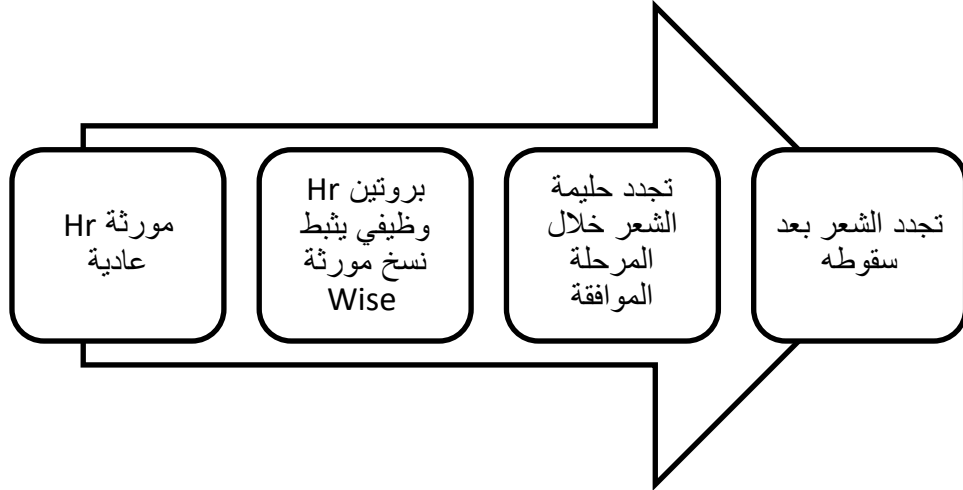 مورثة Hr
عادية
بروتين Hr
وظيفي يثبط
نسخ مورثة
Wise
تجدد حليمة
الشعر خلال
المرحلة
الموافقة
تجدد الشعر بعد
سقوطه